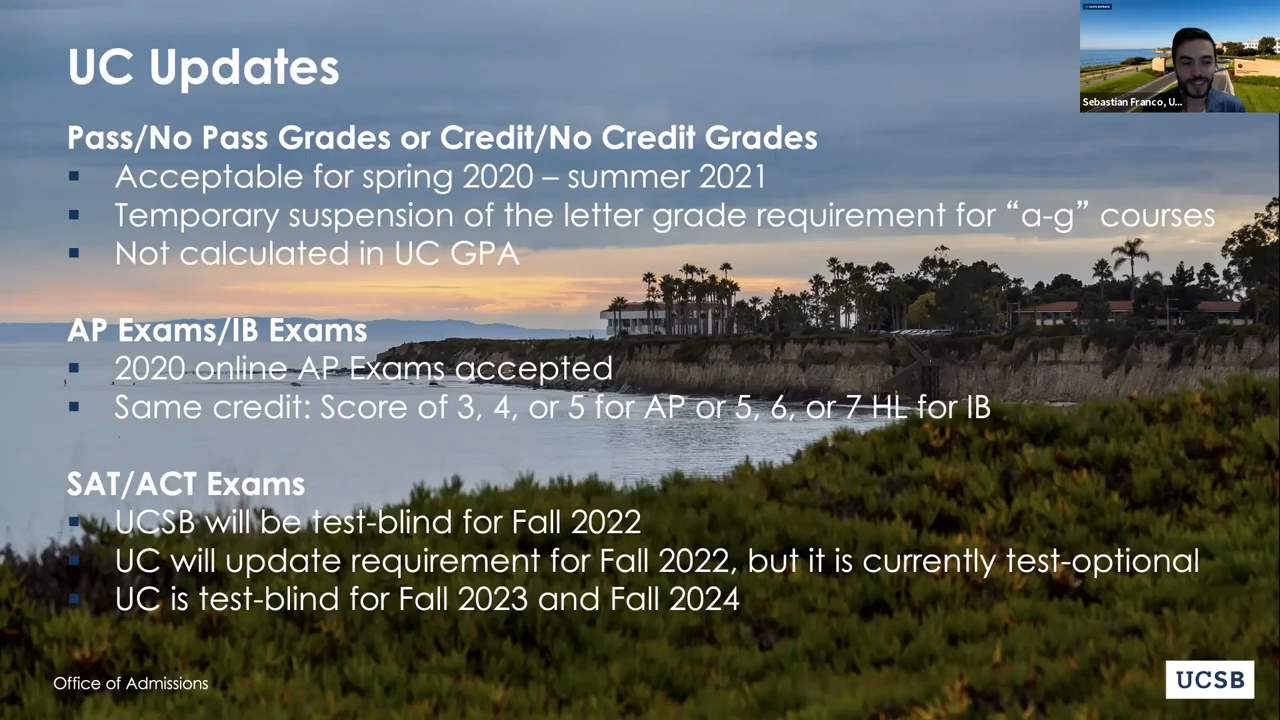 UC Updates
Sebastian Franco, U...
Pass/No Pass Grades or Credit/No Credit Grades
▪ Acceptable for spring 2020 – summer 2021
▪ Temporary suspension of the letter grade requirement for “a-g” courses
▪ Not calculated in UC GPA
AP Exams/IB Exams
▪ 2020 online AP Exams accepted
▪ Same credit: Score of 3, 4, or 5 for AP or 5, 6, or 7 HL for IB
SAT/ACT Exams
▪ UCSB will be test-blind for Fall 2022
▪ UC will update requirement for Fall 2022, but it is currently test-optional
▪ UC is test-blind for Fall 2023 and Fall 2024
Office of Admissions
UCSB